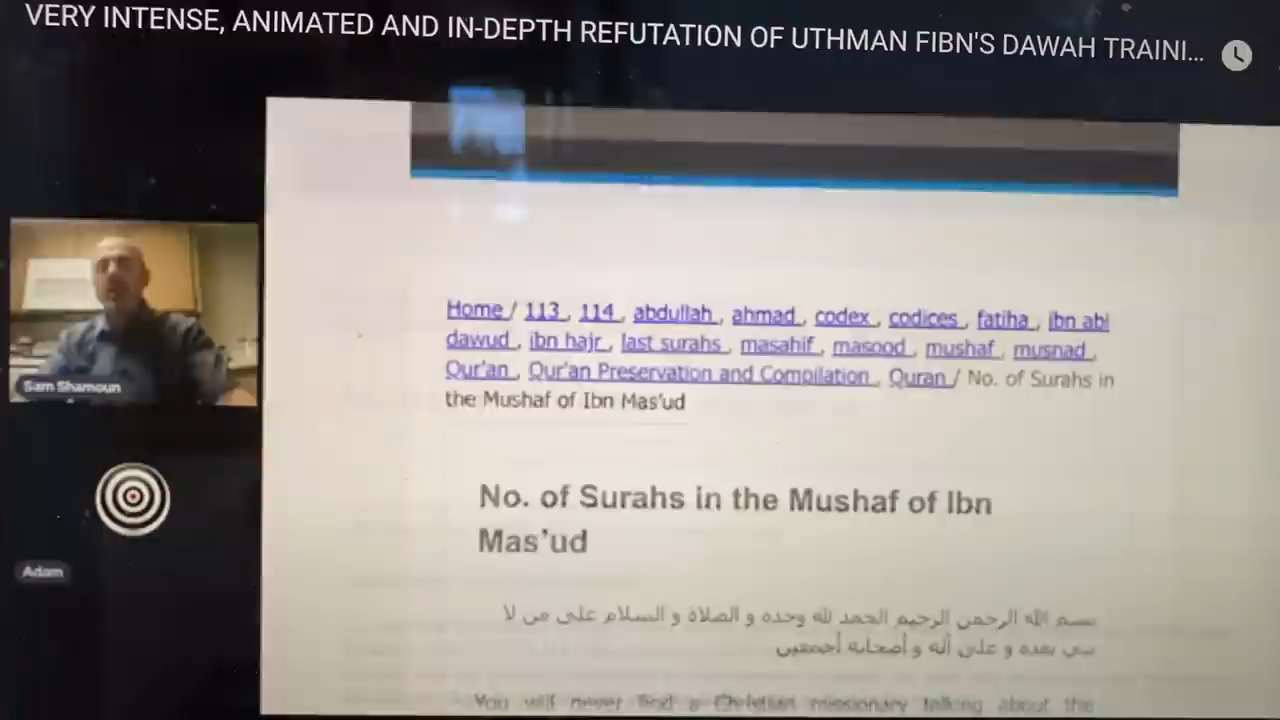 VERY INTENSE, ANIMATED AND IN-DEPTH REFUTATION OF UTHMAN FIBN'S DAWAH TRAINI...
Home / 113 , 114 , abdullah , ahmad , codex , codices , fatiha , ibn abi
dawud , ibn hajr , last surahs , masahif , masood , mushaf , musnad ,
Qur'an , Qur'an Preservation and Compilation , Quran / No. of Surahs in
the Mushaf of Ibn Mas'ud
Sam Shamoun
No. of Surahs in the Mushaf of Ibn
Mas'ud
Adam
بسم الله الرحمن الرحيم الحمد لله وحده و الصلاة و السلام على من لا
نبي بعده و على آله و أصحابه أجمعين
You will never find a Christian missionary talking about the